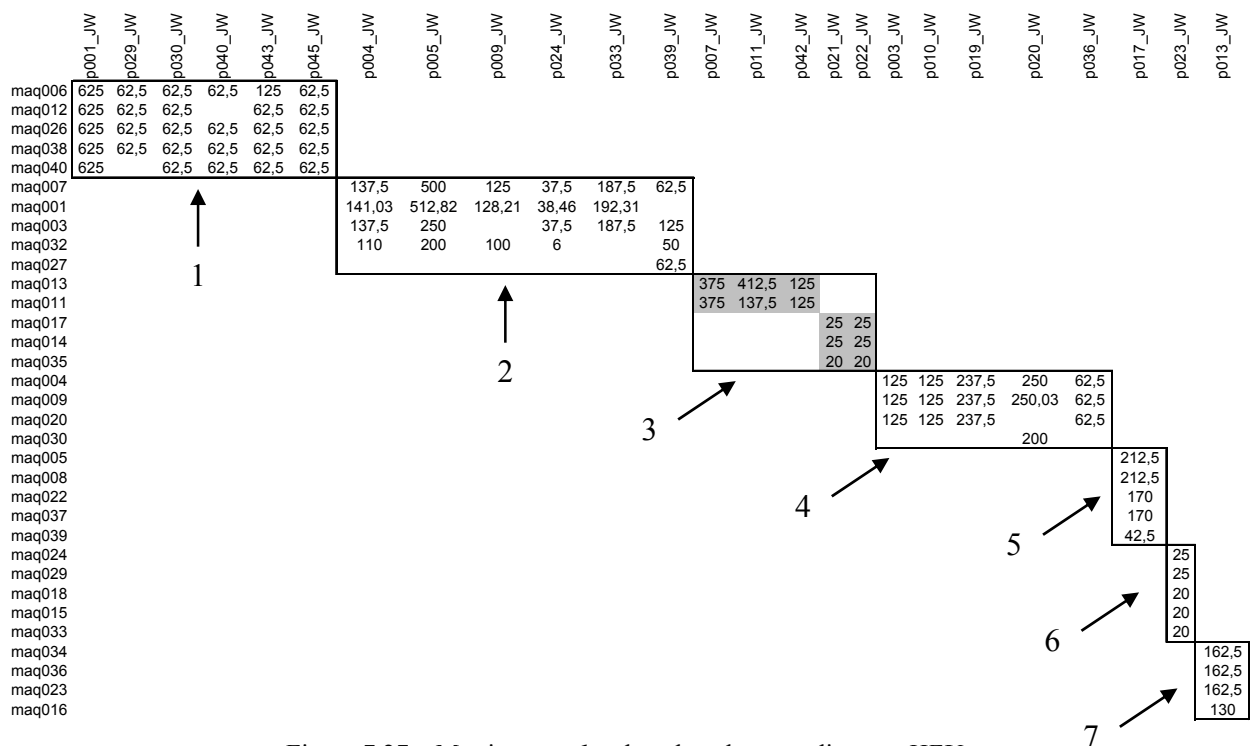 p001_JW p029_JW p030_JW p040_JW p043_JW p045_JW p004_JW p005_JW p009_JW p024_JW p033_JW p039_JW p007_JW p011_JW p042_JW p021_JW p022_JW p003_JW p010_JW p019_JW p020_JW p036_JW p017_JW p023_JW p013_JW
maq006 625 62,5 62,5 62,5 125 62,5
maq012 625 62,5 62,5 62,5 62,5
maq026 625 62,5 62,5 62,5 62,5 62,5
maq038 625 62,5 62,5 62,5 62,5 62,5
maq040 625 62,5 62,5 62,5 62,5
maq007 137,5 500 125 37,5 187,5 62,5
maq001 141,03 512,82 128,21 38,46 192,31
maq003 137,5 250 37,5 187,5 125
maq032 110 200 100 6 50
maq027 62,5
1
maq013 375 412,5 125
maq011 375 137,5 125
maq017 25 25
maq014 25 25
maq035 20 20
2
maq004 125 125 237,5 250 62,5
maq009 125 125 237,5 250,03 62,5
maq020 125 125 237,5 62,5
3
maq030 200
maq005 212,5
maq008 212,5
maq022 170
4
maq037 170
maq039 42,5
5
maq024 25
maq029 25
maq018 20
maq015 20
maq033 20
6
maq034 162,5
maq036 162,5
maq023 162,5
maq016 130
7